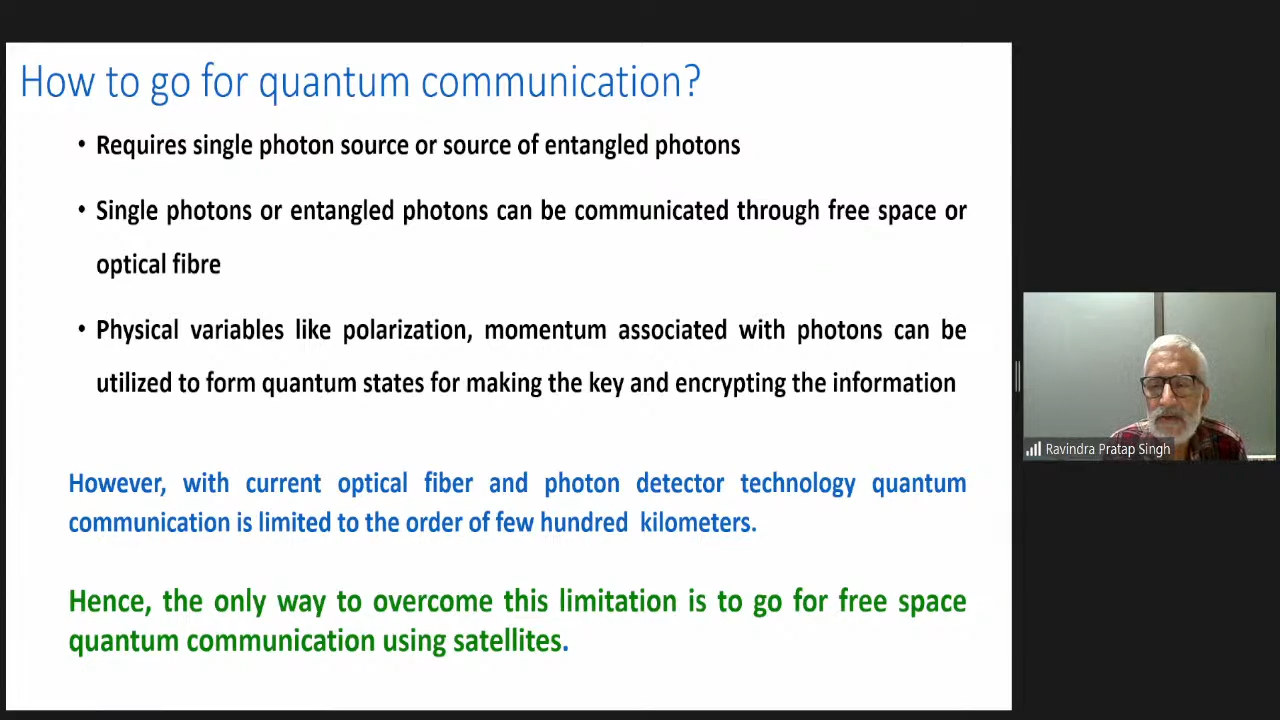 How to go for quantum communication?
• Requires single photon source or source of entangled photons
• Single photons or entangled photons can be communicated through free space or
optical fibre
• Physical variables like polarization, momentum associated with photons can be
utilized to form quantum states for making the key and encrypting the information
However, with current optical fiber and photon detector technology quantum
communication is limited to the order of few hundred kilometers.
Hence, the only way to overcome this limitation is to go for free space
quantum communication using satellites.
Ravindra Pratap Singh